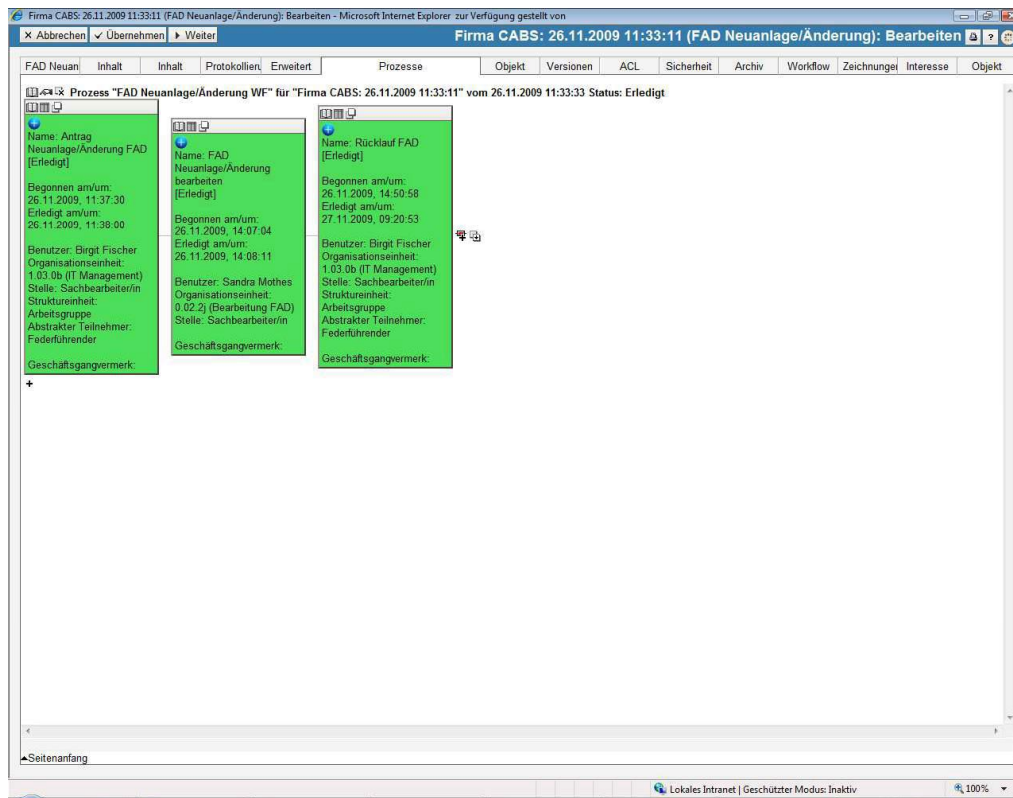 Firma CABS: 26.11.2009 11:33:11 (FAD Neuanlage/Änderung): Bearbeiten - Microsoft Internet Explorer zur Verfügung gestellt von
Abbrechen Übernehmen Weiter Firma CABS: 26.11.2009 11:33:11 (FAD Neuanlage/Änderung): Bearbeiten ?
FAD Neuan Inhalt Inhalt Protokollieru Erweitert Prozesse Objekt Versionen ACL Sicherheit Archiv Workflow Zeichnungen Interesse Objekt
Prozess "FAD Neuanlage/Änderung WF" für "Firma CABS: 26.11.2009 11:33:11" vom 26.11.2009 11:33:33 Status: Erledigt
Name: Antrag
Neuanlage/Änderung FAD
[Erledigt]
Begonnen am/um:
26.11.2009, 11:37:30
Erledigt am/um:
26.11.2009, 11:38:00
Benutzer: Birgit Fischer
Organisationseinheit:
1.03.0b (IT Management)
Stelle: Sachbearbeiter/in
Struktureinheit:
Arbeitsgruppe
Abstrakter Teilnehmer:
Federführender
Geschäftsgangvermerk:
Name: FAD
Neuanlage/Änderung
bearbeiten
[Erledigt]
Begonnen am/um:
26.11.2009, 14:07:04
Erledigt am/um:
26.11.2009, 14:08:11
Benutzer: Sandra Mothes
Organisationseinheit:
0.02.2j (Bearbeitung FAD)
Stelle: Sachbearbeiter/in
Geschäftsgangvermerk:
Name: Rücklauf FAD
[Erledigt]
Begonnen am/um:
26.11.2009, 14:50:58
Erledigt am/um:
27.11.2009, 09:20:53
Benutzer: Birgit Fischer
Organisationseinheit:
1.03.0b (IT Management)
Stelle: Sachbearbeiter/in
Struktureinheit:
Arbeitsgruppe
Abstrakter Teilnehmer:
Federführender
Geschäftsgangvermerk:
Seitenanfang
Lokales Intranet | Geschützter Modus: Inaktiv 100%